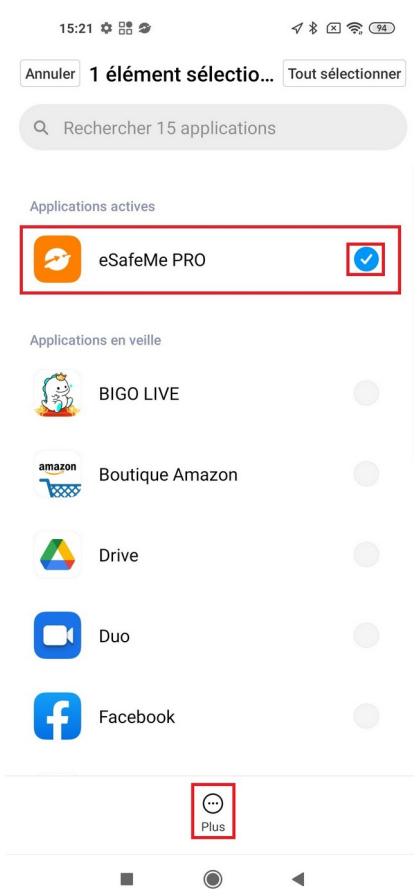 15:21 94
Annuler 1 élément sélectio... Tout sélectionner
Rechercher 15 applications
Applications actives
eSafeMe PRO
Applications en veille
BIGO LIVE
amazon
Boutique Amazon
Drive
Duo
Facebook
Plus